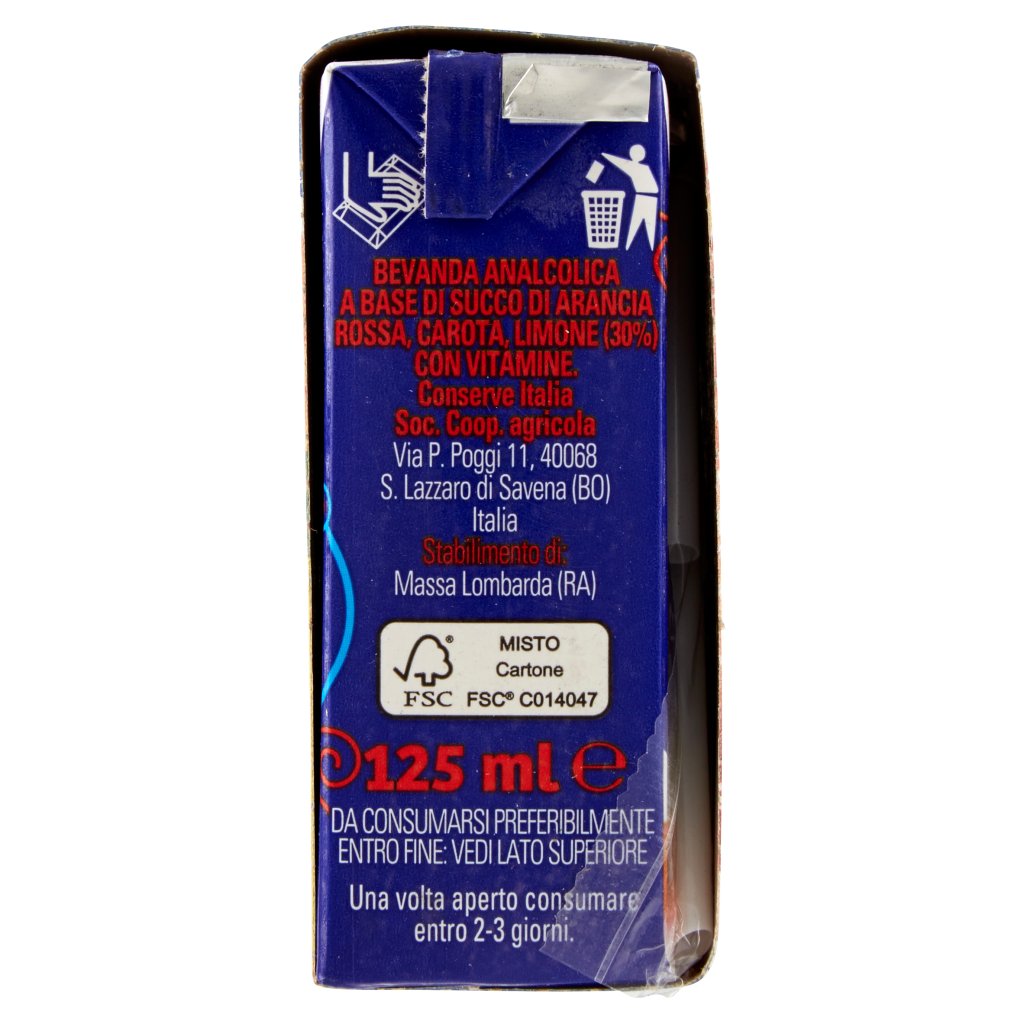 BEVANDA ANALCOLICA
A BASE DI SUCCO DI ARANCIA
ROSSA, CAROTA, LIMONE (30%)
CON VITAMINE.
Conserve Italia
Soc. Coop. agricola
Via P. Poggi 11, 40068
S. Lazzaro di Savena (BO)
Italia
Stabilimento di:
Massa Lombarda (RA)
®
FSC
MISTO
Cartone
FSC® C014047
125 ml ℮
DA CONSUMARSI PREFERIBILMENTE
ENTRO FINE: VEDI LATO SUPERIORE
Una volta aperto consumare
entro 2-3 giorni.